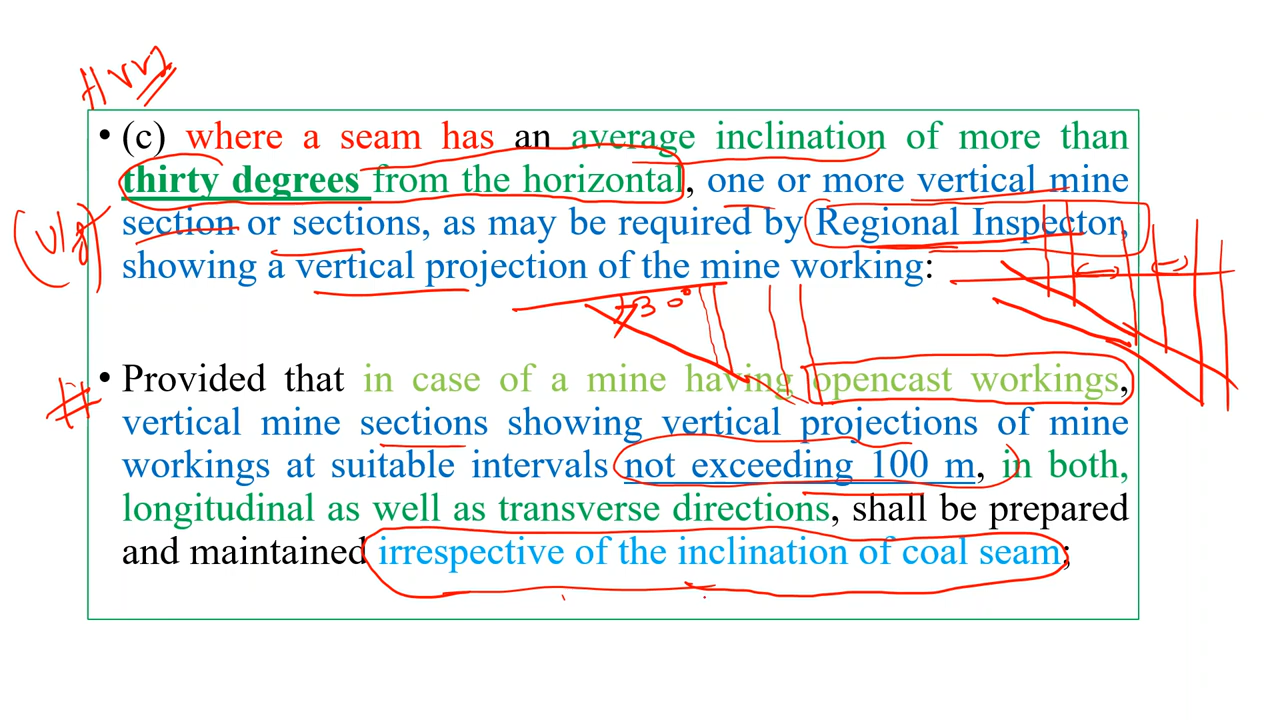 • (c) where a seam has an average inclination of more than
thirty degrees from the horizontal, one or more vertical mine
section or sections, as may be required by Regional Inspector,
showing a vertical projection of the mine working:
30°
• Provided that in case of a mine having opencast workings,
vertical mine sections showing vertical projections of mine
workings at suitable intervals not exceeding 100 m, in both,
longitudinal as well as transverse directions, shall be prepared
and maintained irrespective of the inclination of coal seam;